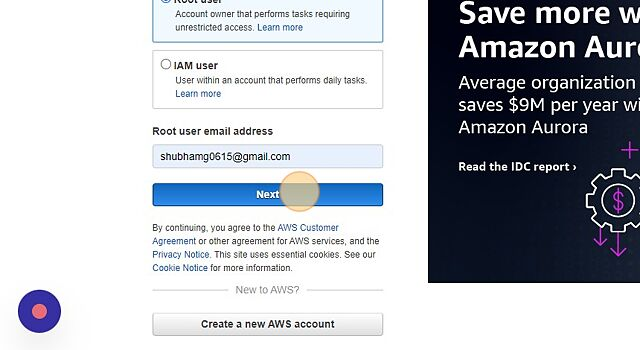 Root user
Account owner that performs tasks requiring
unrestricted access. Learn more
IAM user
User within an account that performs daily tasks.
Learn more
Root user email address
shubhamg0615@gmail.com
Next
By continuing, you agree to the AWS Customer
Agreement or other agreement for AWS services, and the
Privacy Notice. This site uses essential cookies. See our
Cookie Notice for more information.
New to AWS?
Create a new AWS account
Save more w
Amazon Auro
Average organization
saves $9M per year wi
Amazon Aurora
Read the IDC report ›